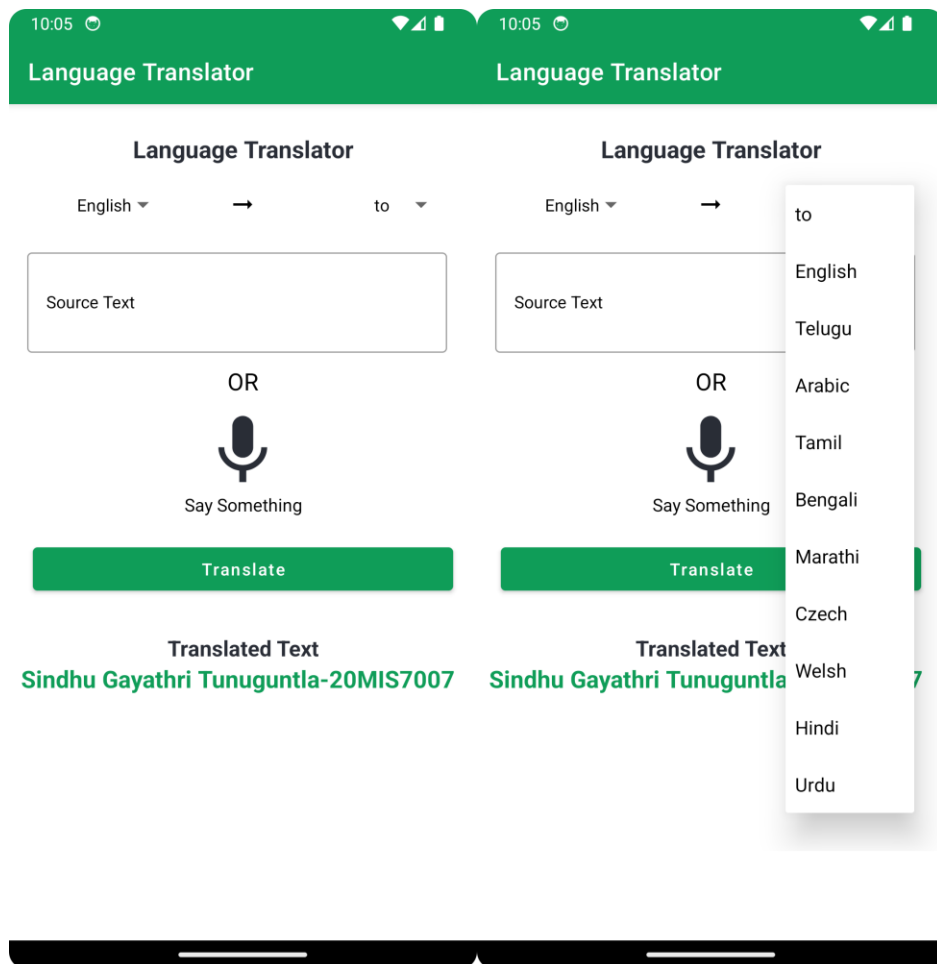 10:05
Language Translator
Language Translator
English
to
Source Text
OR
Say Something
Translate
Translated Text
Sindhu Gayathri Tunuguntla-20MIS7007
10:05
Language Translator
Language Translator
English
to
English
Telugu
Arabic
Tamil
Bengali
Marathi
Czech
Welsh
Hindi
Urdu
Source Text
OR
Say Something
Translate
Translated Text
Sindhu Gayathri Tunuguntla 7